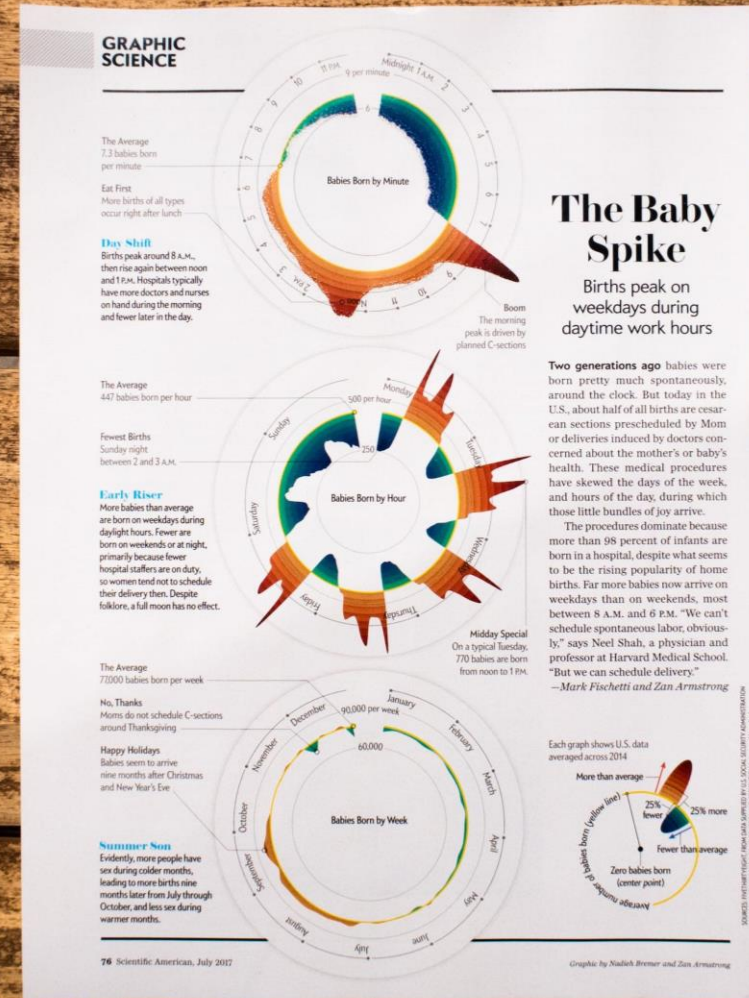 GRAPHIC
SCIENCE
The Baby
Spike
Births peak on
weekdays during
daytime work hours
Two generations ago babies were
born pretty much spontaneously,
around the clock. But today in the
U.S., about half of all births are cesar-
ean sections prescheduled by Mom
or deliveries induced by doctors con-
cerned about the mother's or baby's
health. These medical procedures
have skewed the days of the week,
and hours of the day, during which
those little bundles of joy arrive.
The procedures dominate because
more than 98 percent of infants are
born in a hospital, despite what seems
to be the rising popularity of home
births. Far more babies now arrive on
weekdays than on weekends, most
between 8 A.M. and 6 P.M. "We can't
schedule spontaneous labor, obvious-
ly," says Neel Shah, a physician and
professor at Harvard Medical School.
"But we can schedule delivery."
—Mark Fischetti and Zan Armstrong
Babies Born by Minute
Midnight
1 A.M.
2
3
4
5
6
7
9
10
11
Noon
2 P.M.
3
4
5
6
7
8
9
10
11 P.M.
9 per minute
6
The Average
7.3 babies born
per minute
Eat First
More births of all types
occur right after lunch
Day Shift
Births peak around 8 A.M.,
then rise again between noon
and 1 P.M. Hospitals typically
have more doctors and nurses
on hand during the morning
and fewer later in the day.
Boom
The morning
peak is driven by
planned C-sections
Babies Born by Hour
Monday
Tuesday
Wednesday
Thursday
Friday
Saturday
Sunday
500 per hour
250
The Average
447 babies born per hour
Fewest Births
Sunday night
between 2 and 3 A.M.
Early Riser
More babies than average
are born on weekdays during
daylight hours. Fewer are
born on weekends or at night,
primarily because fewer
hospital staffers are on duty,
so women tend not to schedule
their delivery then. Despite
folklore, a full moon has no effect.
Midday Special
On a typical Tuesday,
770 babies are born
from noon to 1 P.M.
Babies Born by Week
January
February
March
April
May
June
July
August
September
October
November
December
90,000 per week
60,000
The Average
77,000 babies born per week
No, Thanks
Moms do not schedule C-sections
around Thanksgiving
Happy Holidays
Babies seem to arrive
nine months after Christmas
and New Year's Eve
Summer Son
Evidently, more people have
sex during colder months,
leading to more births nine
months later from July through
October, and less sex during
warmer months.
Each graph shows U.S. data
averaged across 2014
More than average
25%
fewer
25% more
Fewer than average
Zero babies born
(center point)
Average number of babies born (yellow line)
SOURCES: FIVETHIRTYEIGHT, FROM DATA SUPPLIED BY U.S. SOCIAL SECURITY ADMINISTRATION
76 Scientific American, July 2017
Graphic by Nadieh Bremer and Zan Armstrong